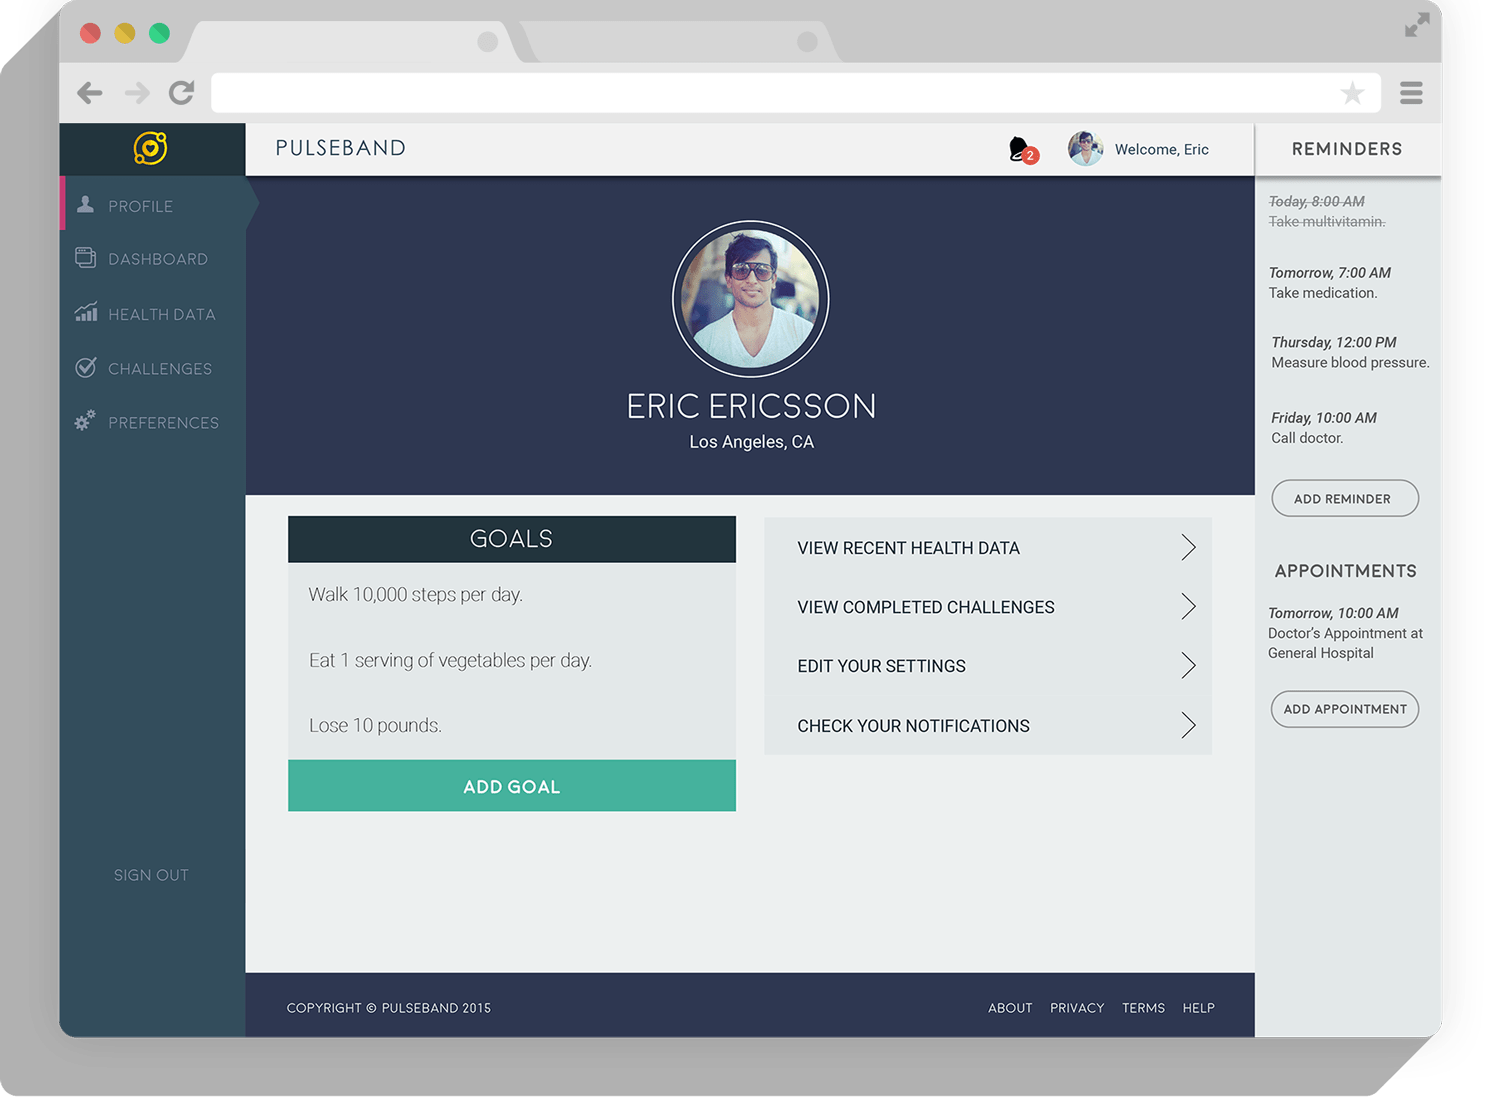 PULSEBAND
2
Welcome, Eric
REMINDERS
PROFILE
DASHBOARD
HEALTH DATA
CHALLENGES
PREFERENCES
SIGN OUT
ERIC ERICSSON
Los Angeles, CA
GOALS
Walk 10,000 steps per day.
Eat 1 serving of vegetables per day.
Lose 10 pounds.
ADD GOAL
VIEW RECENT HEALTH DATA
VIEW COMPLETED CHALLENGES
EDIT YOUR SETTINGS
CHECK YOUR NOTIFICATIONS
Today, 8:00 AM
Take multivitamin.
Tomorrow, 7:00 AM
Take medication.
Thursday, 12:00 PM
Measure blood pressure.
Friday, 10:00 AM
Call doctor.
ADD REMINDER
APPOINTMENTS
Tomorrow, 10:00 AM
Doctor’s Appointment at
General Hospital
ADD APPOINTMENT
COPYRIGHT © PULSEBAND 2015
ABOUT PRIVACY TERMS HELP